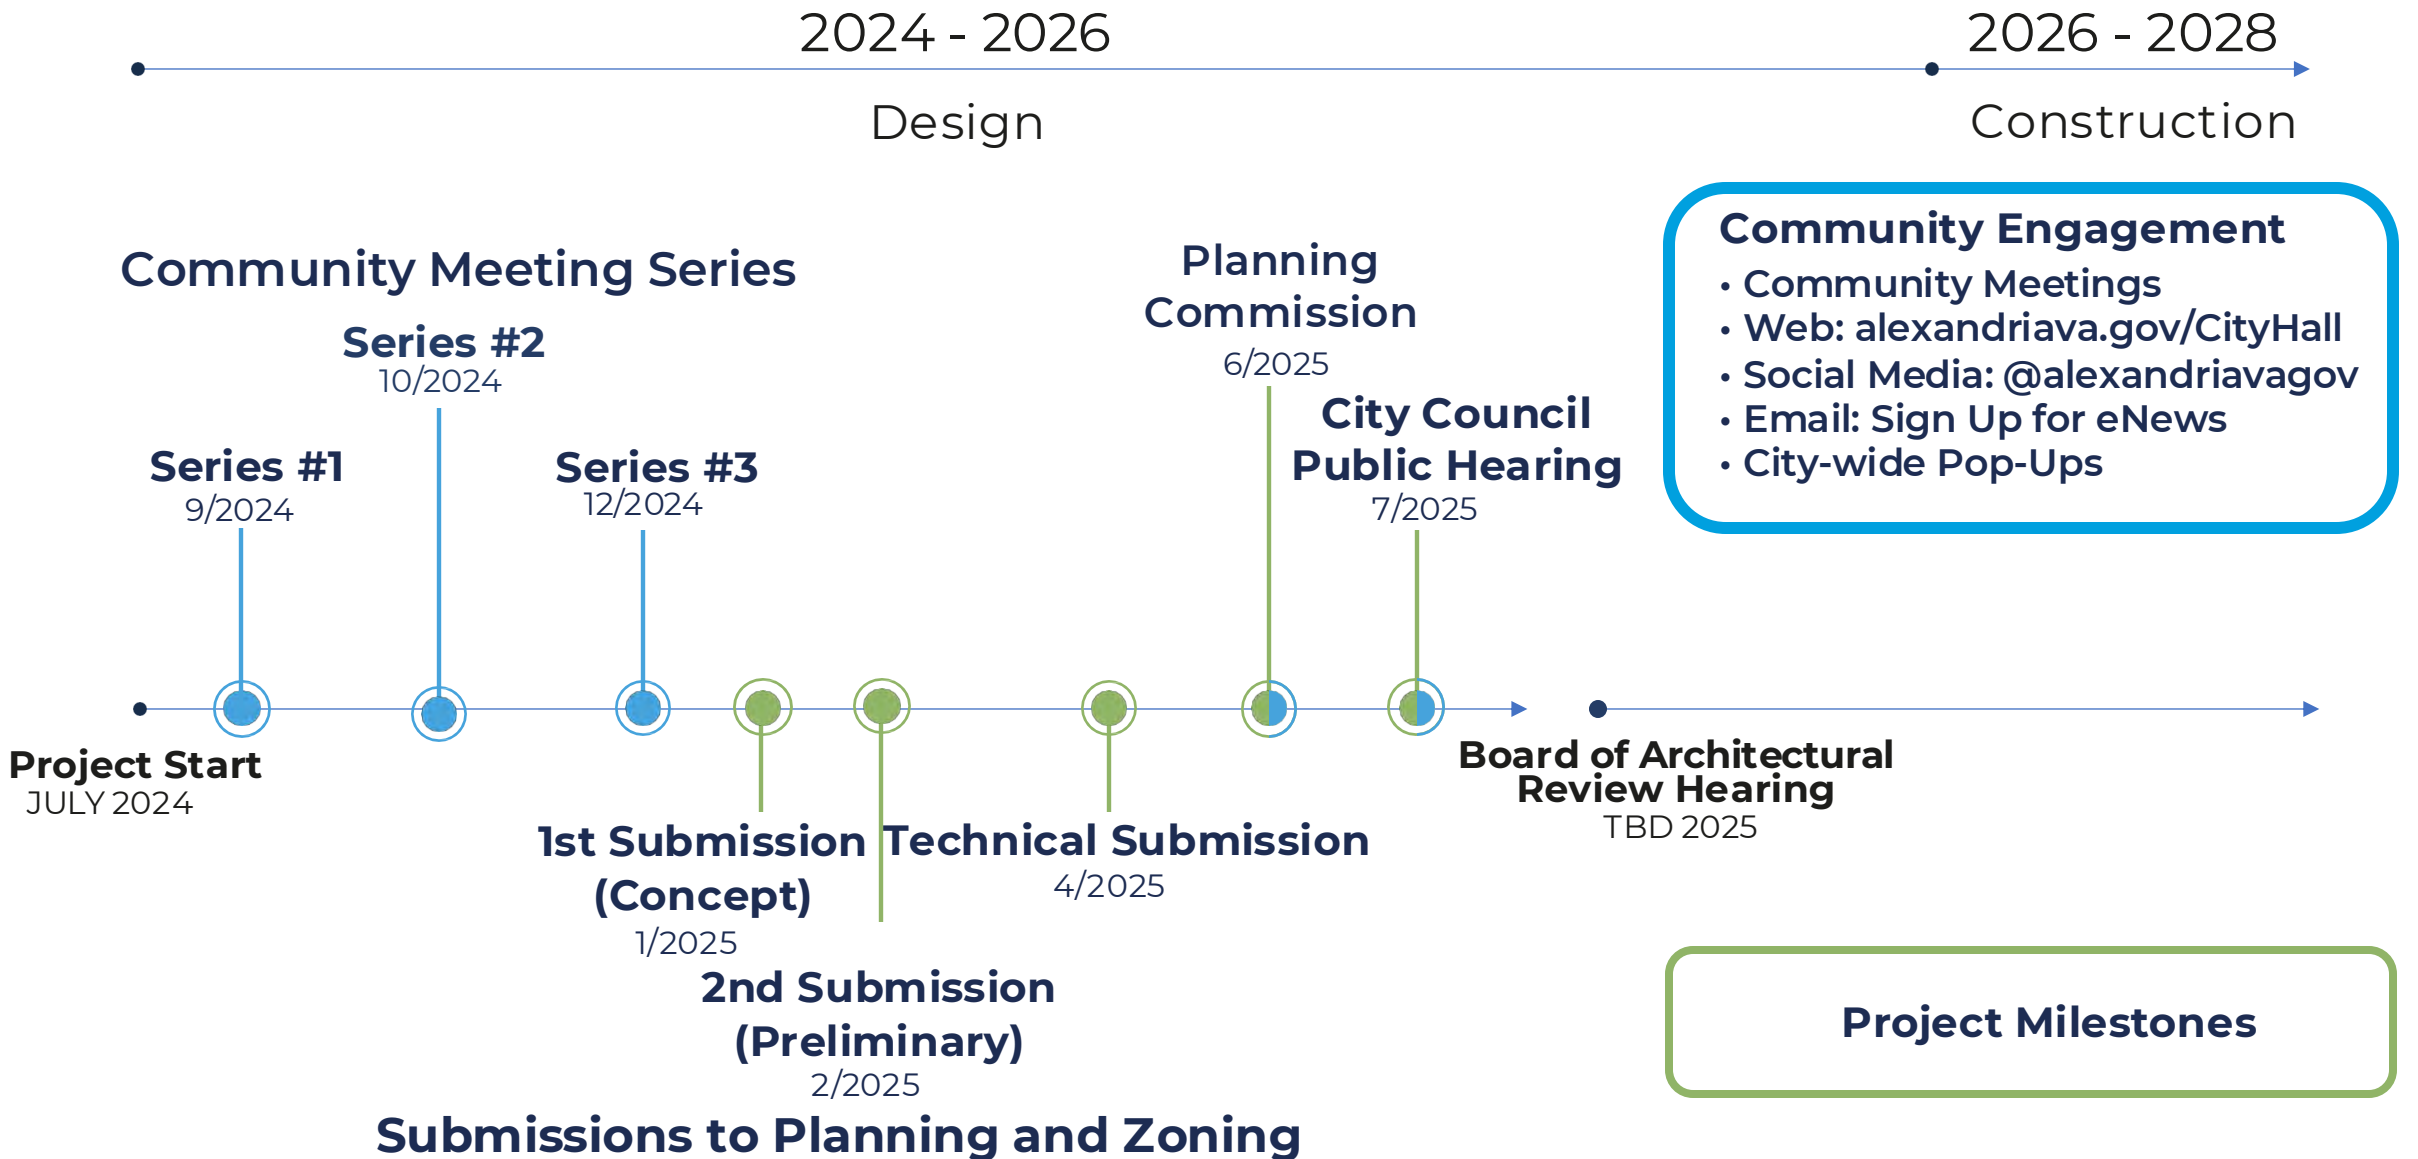 2024 - 2026
2026 - 2028
Design
Construction
Community Engagement
• Community Meetings
• Web: alexandriava.gov/CityHall
• Social Media: @alexandriavagov
• Email: Sign Up for eNews
• City-wide Pop-Ups
Community Meeting Series
Series #1
9/2024
Series #2
10/2024
Series #3
12/2024
Planning
Commission
6/2025
City Council
Public Hearing
7/2025
Project Start
JULY 2024
Board of Architectural
Review Hearing
TBD 2025
1st Submission
(Concept)
1/2025
Technical Submission
4/2025
2nd Submission
(Preliminary)
2/2025
Submissions to Planning and Zoning
Project Milestones